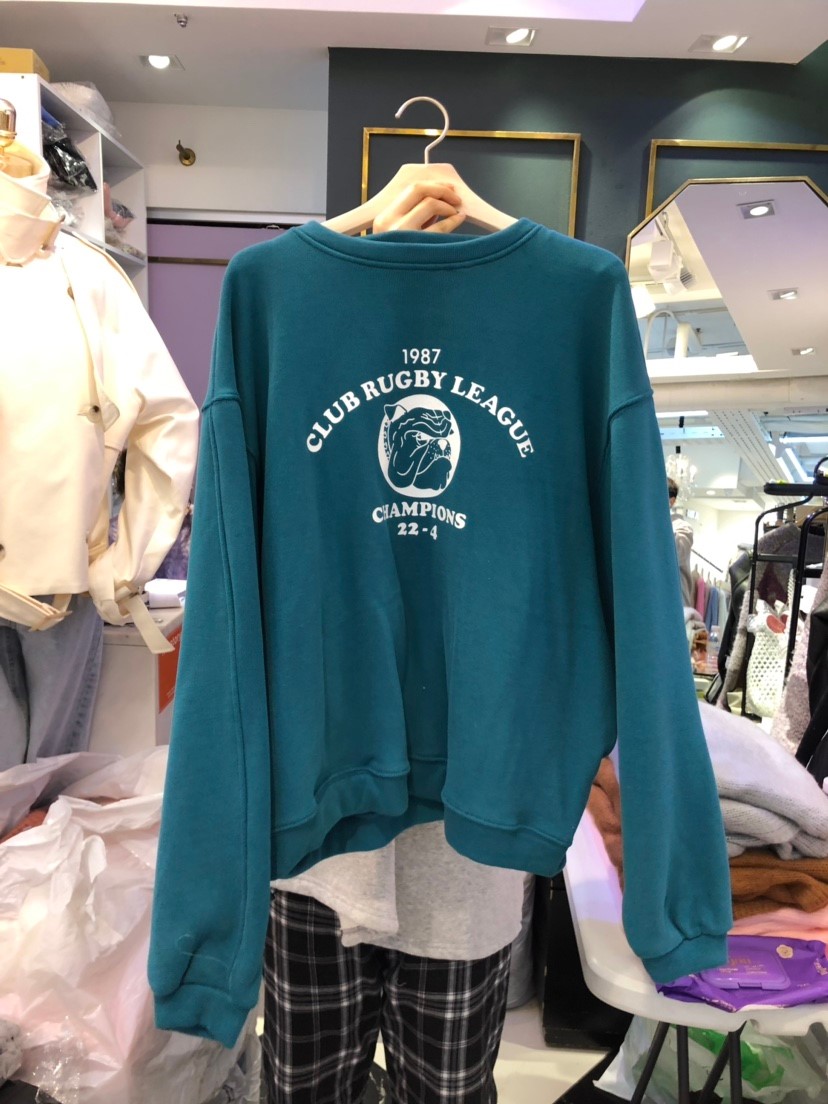 1987
CLUB RUGBY LEAGUE
CHAMPIONS
22-4